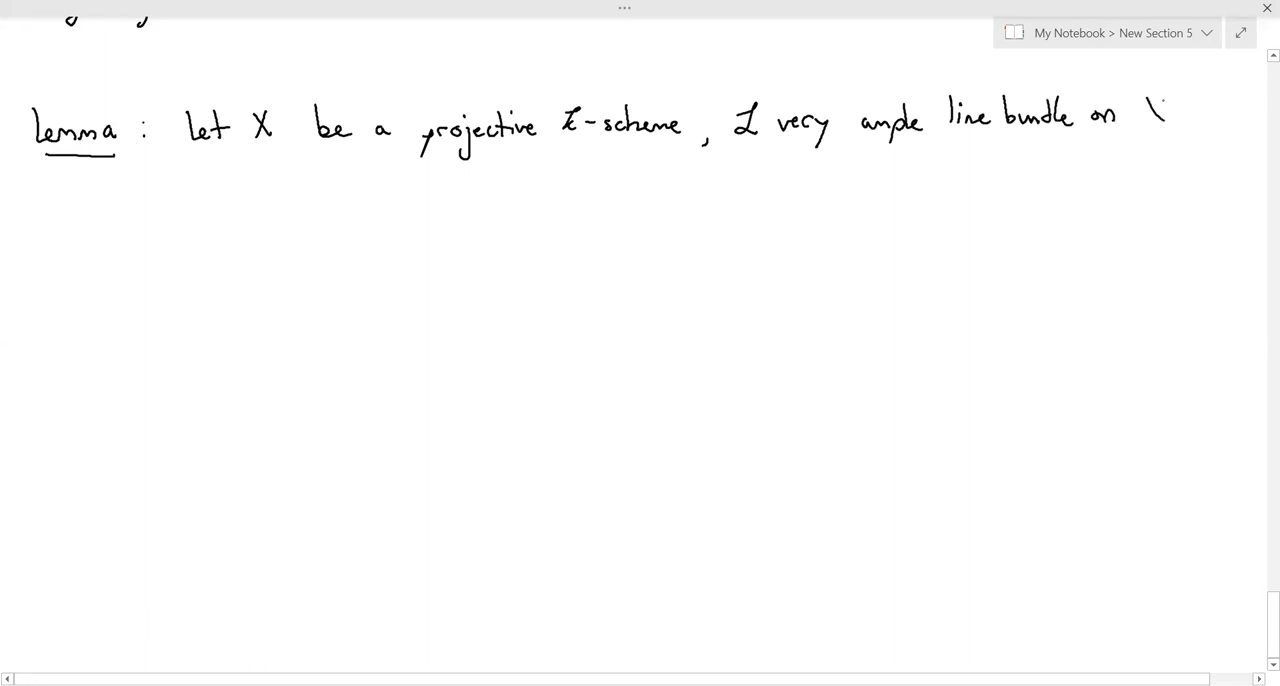 My Notebook > New Section 5
Lemma : Let X be a projective k-scheme, L very ample line bundle on